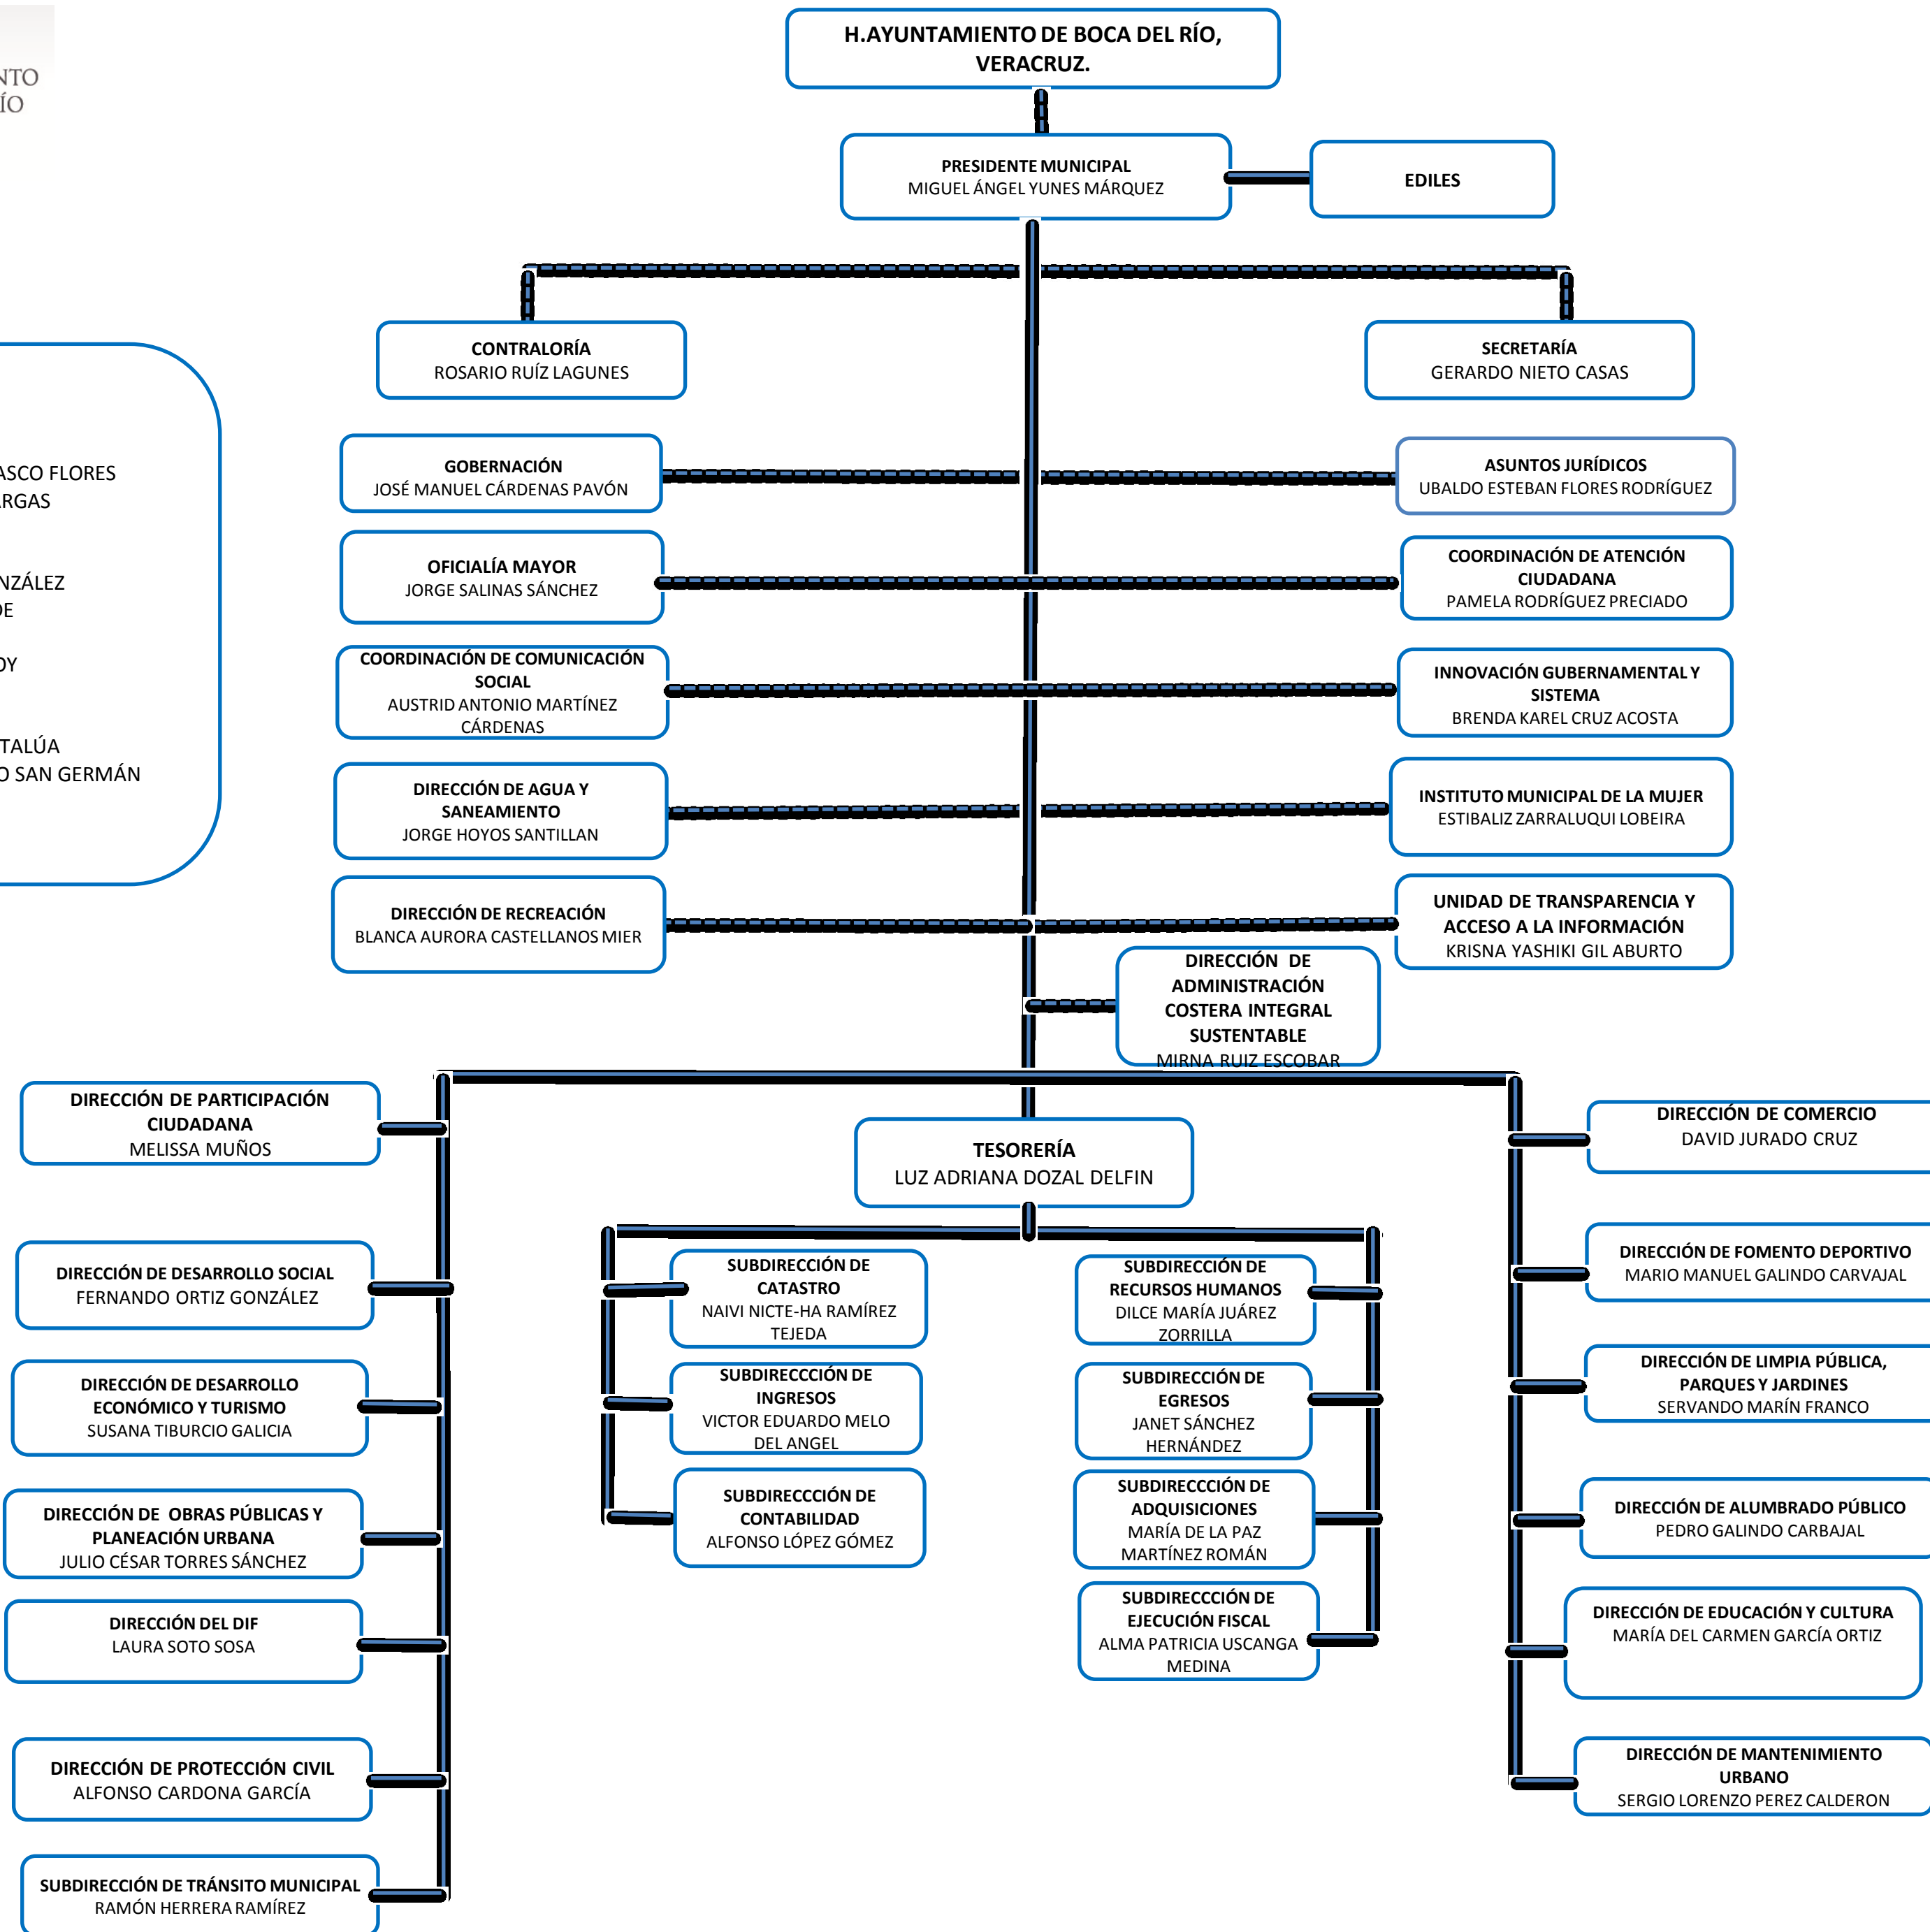 H.AYUNTAMIENTO DE BOCA DEL RÍO,
VERACRUZ.
NTO
ÍO
PRESIDENTE MUNICIPAL
MIGUEL ÁNGEL YUNES MÁRQUEZ
EDILES
CONTRALORÍA
ROSARIO RUÍZ LAGUNES
SECRETARÍA
GERARDO NIETO CASAS
ASCO FLORES
ARGAS
NZÁLEZ
DE
OY
TALÚA
O SAN GERMÁN
GOBERNACIÓN
JOSÉ MANUEL CÁRDENAS PAVÓN
ASUNTOS JURÍDICOS
UBALDO ESTEBAN FLORES RODRÍGUEZ
OFICIALÍA MAYOR
JORGE SALINAS SÁNCHEZ
COORDINACIÓN DE ATENCIÓN
CIUDADANA
PAMELA RODRÍGUEZ PRECIADO
COORDINACIÓN DE COMUNICACIÓN
SOCIAL
AUSTRID ANTONIO MARTÍNEZ
CÁRDENAS
INNOVACIÓN GUBERNAMENTAL Y
SISTEMA
BRENDA KAREL CRUZ ACOSTA
DIRECCIÓN DE AGUA Y
SANEAMIENTO
JORGE HOYOS SANTILLAN
INSTITUTO MUNICIPAL DE LA MUJER
ESTIBALIZ ZARRALUQUI LOBEIRA
DIRECCIÓN DE RECREACIÓN
BLANCA AURORA CASTELLANOS MIER
UNIDAD DE TRANSPARENCIA Y
ACCESO A LA INFORMACIÓN
KRISNA YASHIKI GIL ABURTO
DIRECCIÓN DE
ADMINISTRACIÓN
COSTERA INTEGRAL
SUSTENTABLE
MIRNA RUIZ ESCOBAR
DIRECCIÓN DE PARTICIPACIÓN
CIUDADANA
MELISSA MUÑOS
TESORERÍA
LUZ ADRIANA DOZAL DELFIN
DIRECCIÓN DE COMERCIO
DAVID JURADO CRUZ
DIRECCIÓN DE DESARROLLO SOCIAL
FERNANDO ORTIZ GONZÁLEZ
SUBDIRECCIÓN DE
CATASTRO
NAIVI NICTE-HA RAMÍREZ
TEJEDA
SUBDIRECCIÓN DE
RECURSOS HUMANOS
DILCE MARÍA JUÁREZ
ZORRILLA
DIRECCIÓN DE FOMENTO DEPORTIVO
MARIO MANUEL GALINDO CARVAJAL
DIRECCIÓN DE DESARROLLO
ECONÓMICO Y TURISMO
SUSANA TIBURCIO GALICIA
SUBDIRECCCIÓN DE
INGRESOS
VICTOR EDUARDO MELO
DEL ANGEL
SUBDIRECCIÓN DE
EGRESOS
JANET SÁNCHEZ
HERNÁNDEZ
DIRECCIÓN DE LIMPIA PÚBLICA,
PARQUES Y JARDINES
SERVANDO MARÍN FRANCO
DIRECCIÓN DE OBRAS PÚBLICAS Y
PLANEACIÓN URBANA
JULIO CÉSAR TORRES SÁNCHEZ
SUBDIRECCCIÓN DE
CONTABILIDAD
ALFONSO LÓPEZ GÓMEZ
SUBDIRECCCIÓN DE
ADQUISICIONES
MARÍA DE LA PAZ
MARTÍNEZ ROMÁN
DIRECCIÓN DE ALUMBRADO PÚBLICO
PEDRO GALINDO CARBAJAL
DIRECCIÓN DEL DIF
LAURA SOTO SOSA
SUBDIRECCCIÓN DE
EJECUCIÓN FISCAL
ALMA PATRICIA USCANGA
MEDINA
DIRECCIÓN DE EDUCACIÓN Y CULTURA
MARÍA DEL CARMEN GARCÍA ORTIZ
DIRECCIÓN DE PROTECCIÓN CIVIL
ALFONSO CARDONA GARCÍA
DIRECCIÓN DE MANTENIMIENTO
URBANO
SERGIO LORENZO PEREZ CALDERON
SUBDIRECCIÓN DE TRÁNSITO MUNICIPAL
RAMÓN HERRERA RAMÍREZ